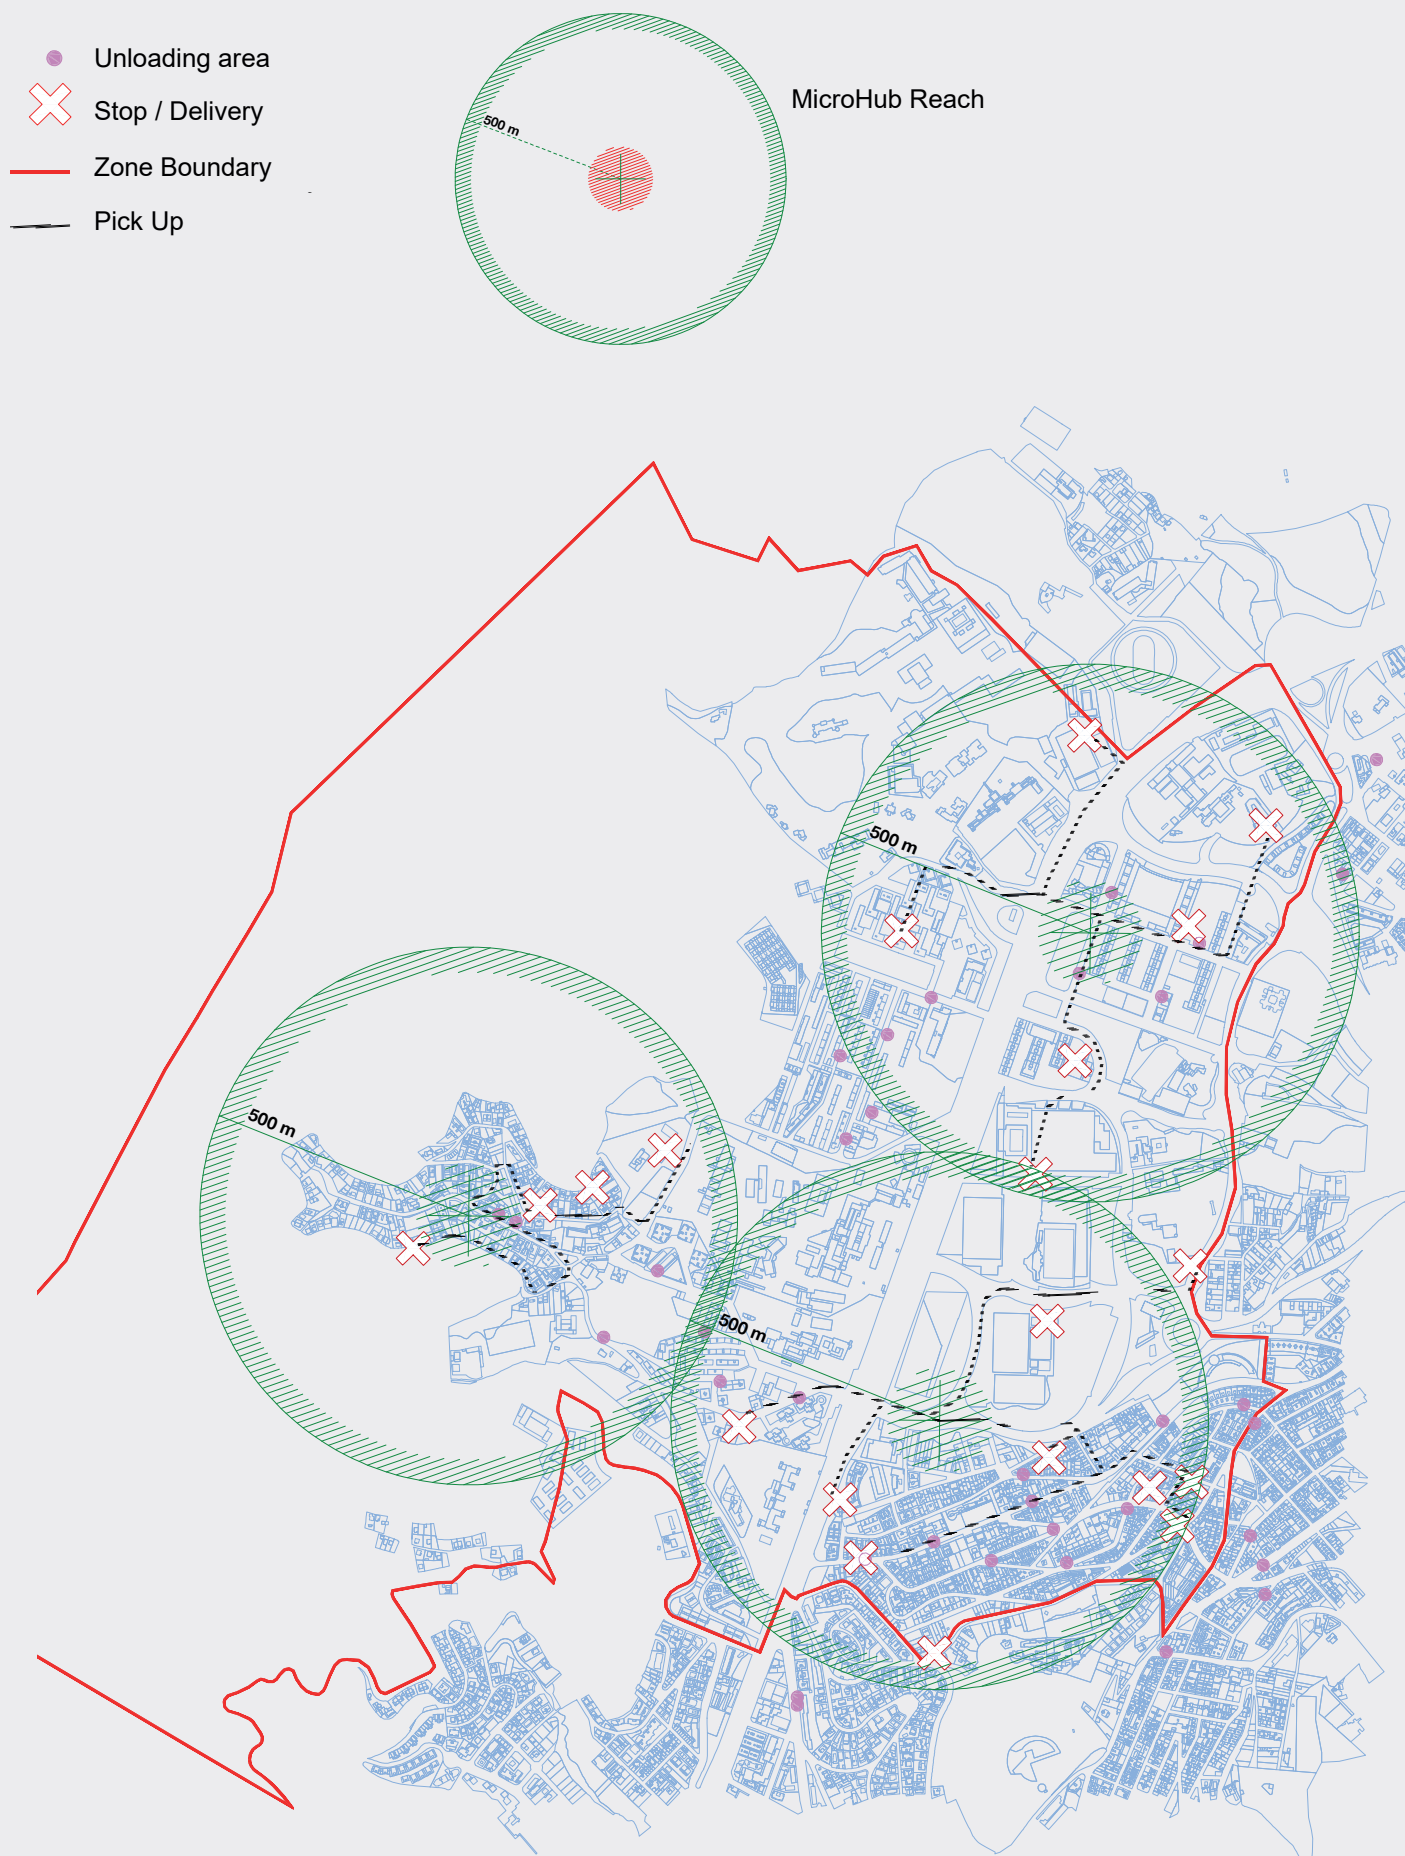 Unloading area
Stop / Delivery
Zone Boundary
Pick Up
500 m
MicroHub Reach
500 m
500 m
500 m